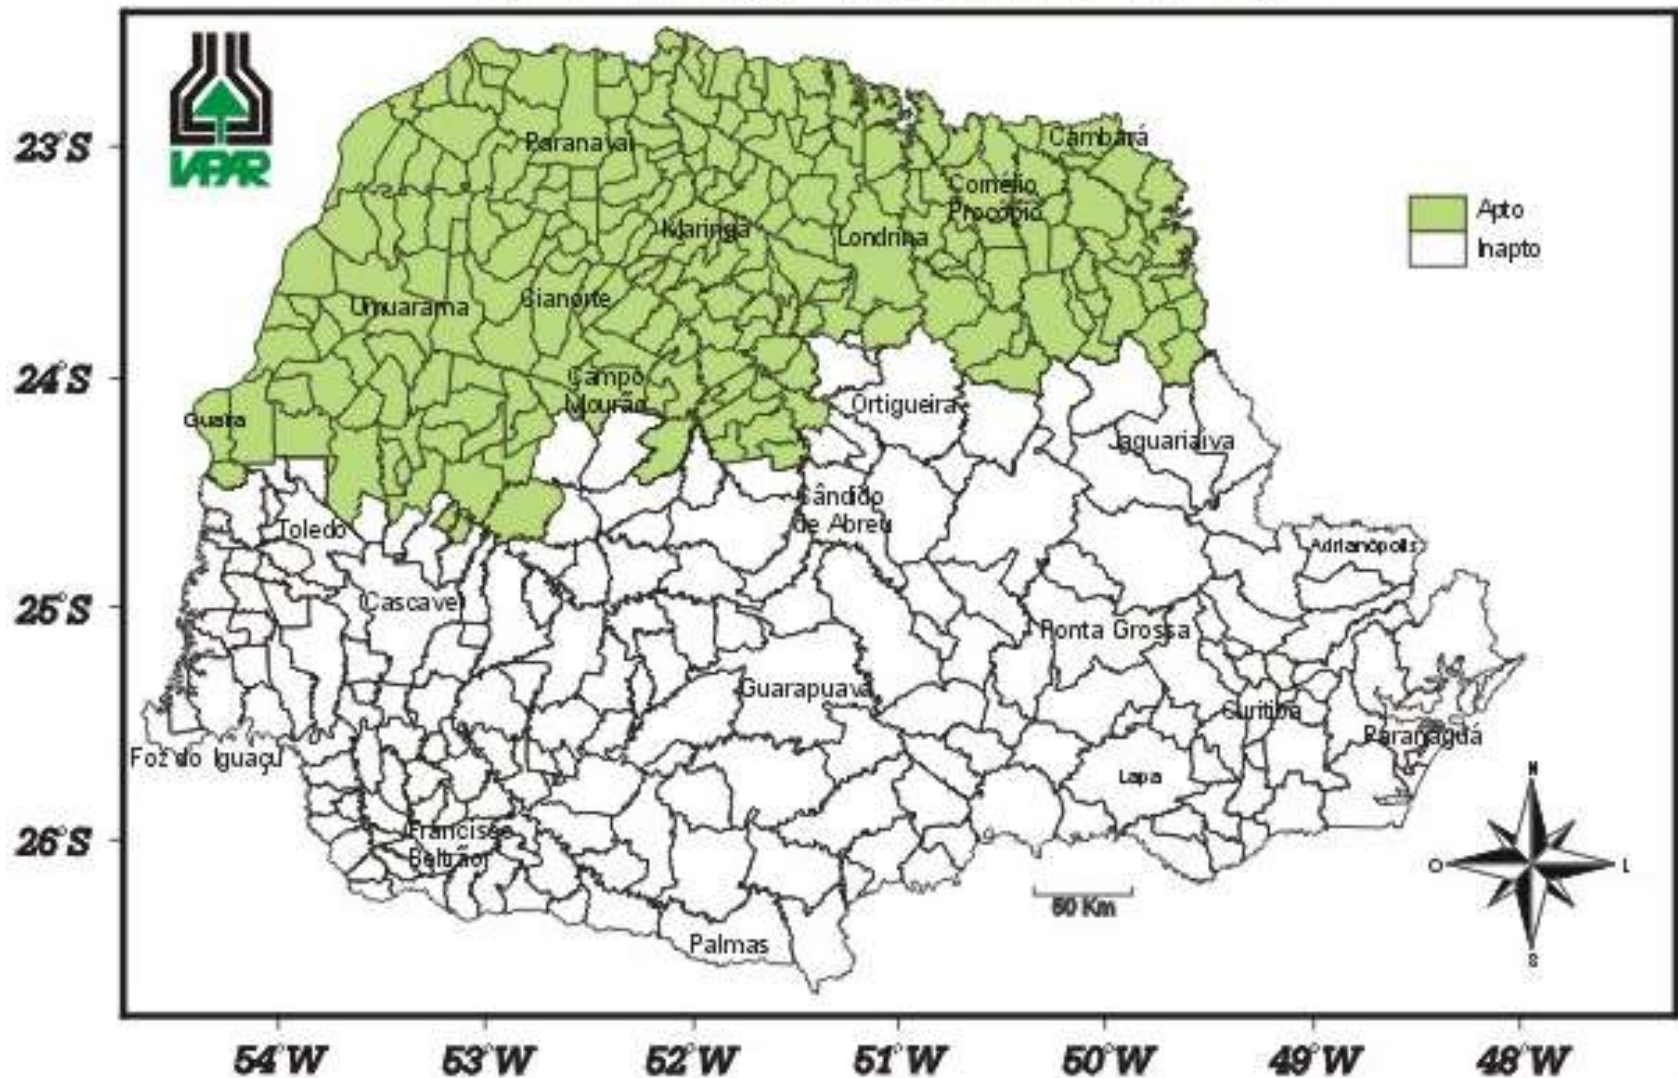 IAPAR
23°S
24°S
25°S
26°S
54°W
53°W
52°W
51°W
50°W
49°W
48°W
Apto
Inapto
Paranavaí
Cambará
Cornélio
Procópio
Maringá
Londrina
Umuarama
Cianorte
Campo
Mourão
Guaíra
Ortigueira
Jaguariaíva
Cândido
de Abreu
Toledo
Adrianópolis
Cascavel
Ponta Grossa
Guarapuava
Curitiba
Paranaguá
Foz do Iguaçu
Lapa
Francisco
Beltrão
Palmas
50 Km
N
O
L
S